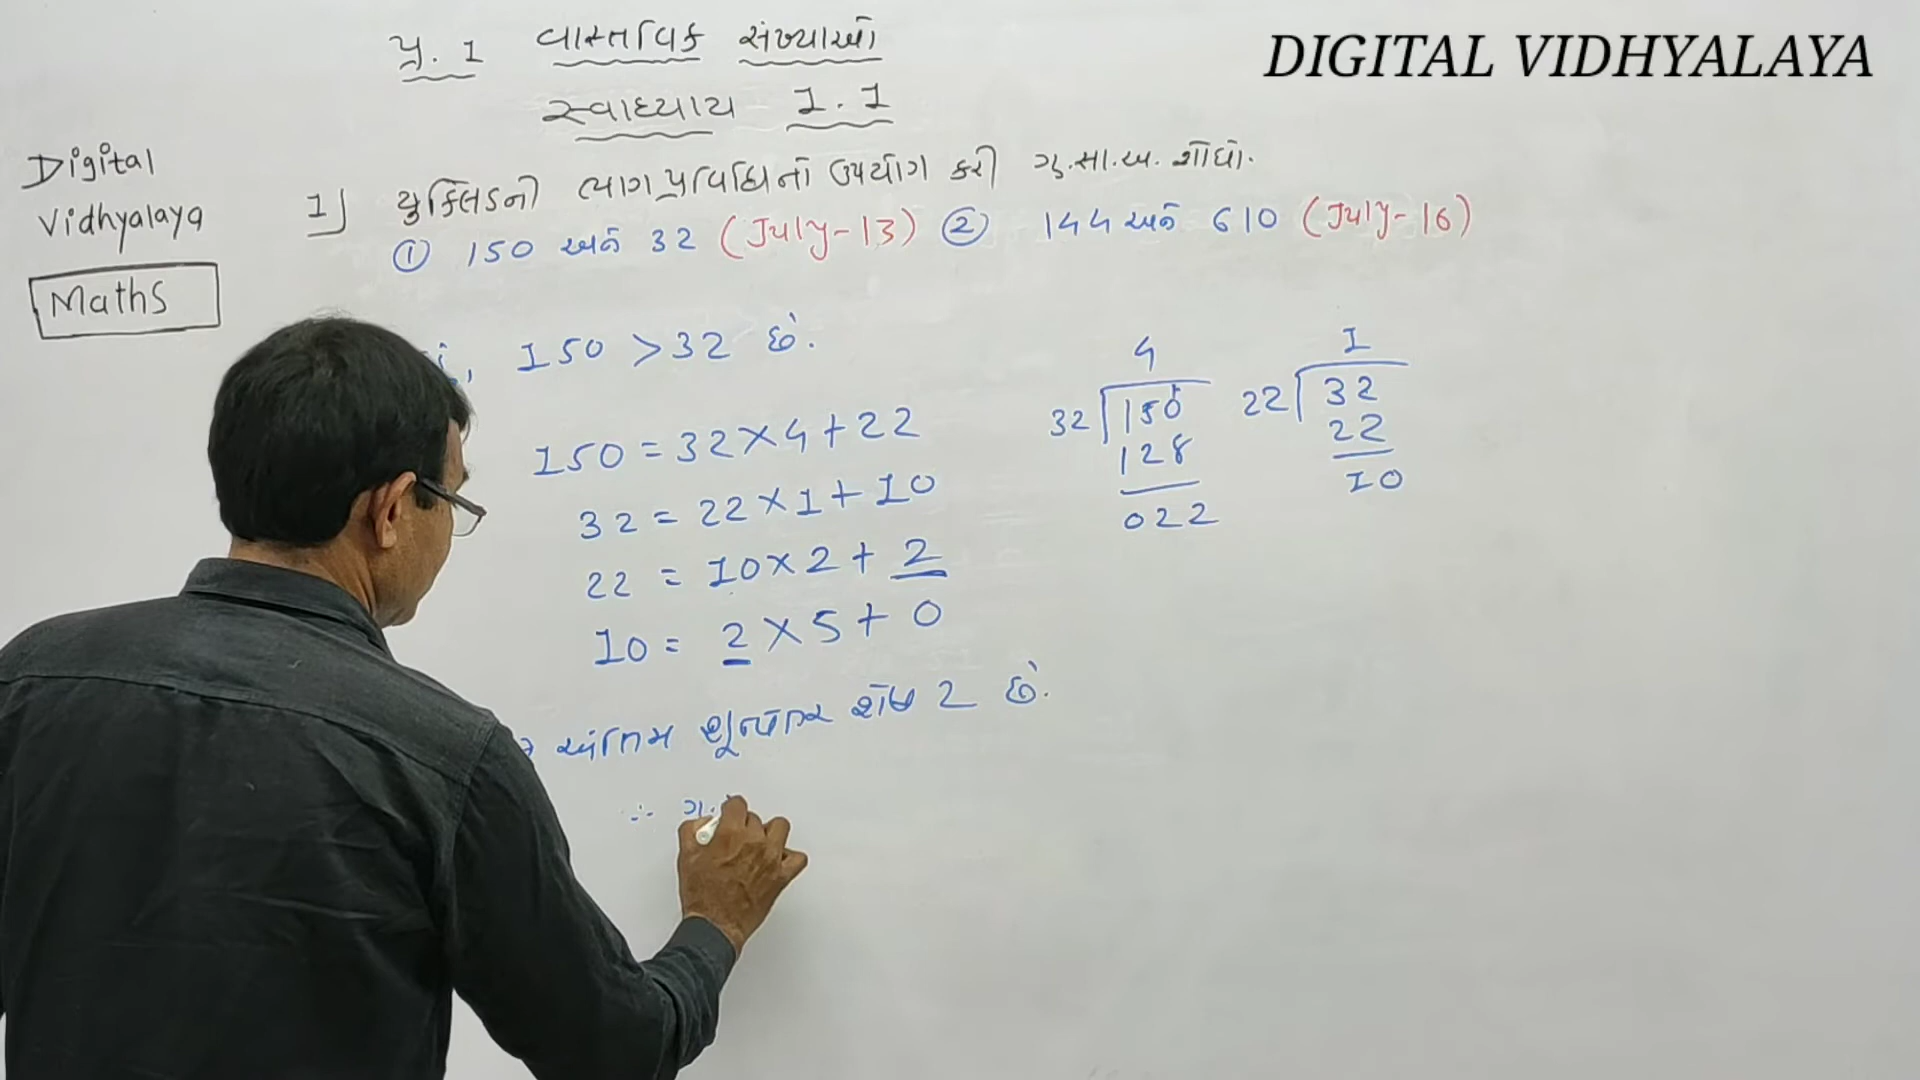 DIGITAL VIDHYALAYA
પ્ર. 1 વાસ્તવિક સંખ્યાઓ
સ્વાધ્યાય 1.1
Digital
Vidhyalaya
Maths
1) યુક્લિડની ભાગપ્રવિધિનો ઉપયોગ કરી ગુ.સા.અ. શોધો.
① 150 અને 32 (July-13) ② 144 અને 610 (July-16)
150 > 32 છે.
150 = 32 × 4 + 22
32 = 22 × 1 + 10
22 = 10 × 2 + 2
10 = 2 × 5 + 0
અંતિમ શૂન્યેતર શેષ 2 છે.
∴
4
32 150
128
022
1
22 32
22
10